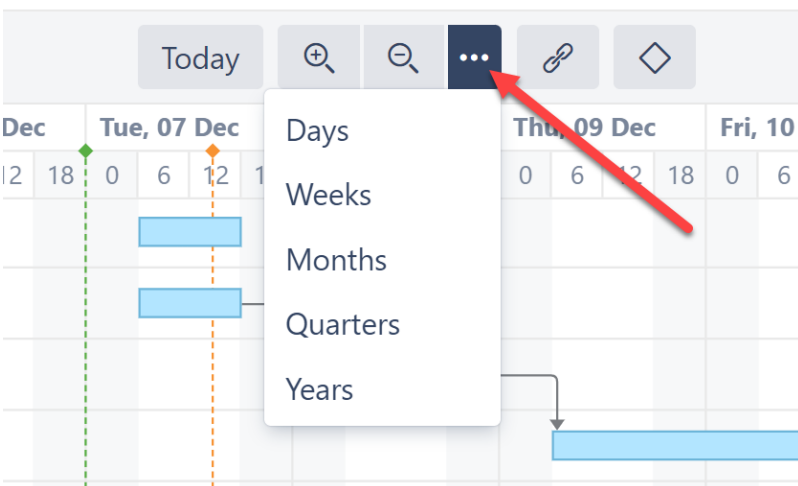 Today
Dec Tue, 07 Dec Thu, 09 Dec Fri, 10
12 18 0 6 12 1 0 6 12 18 0 6
Days
Weeks
Months
Quarters
Years